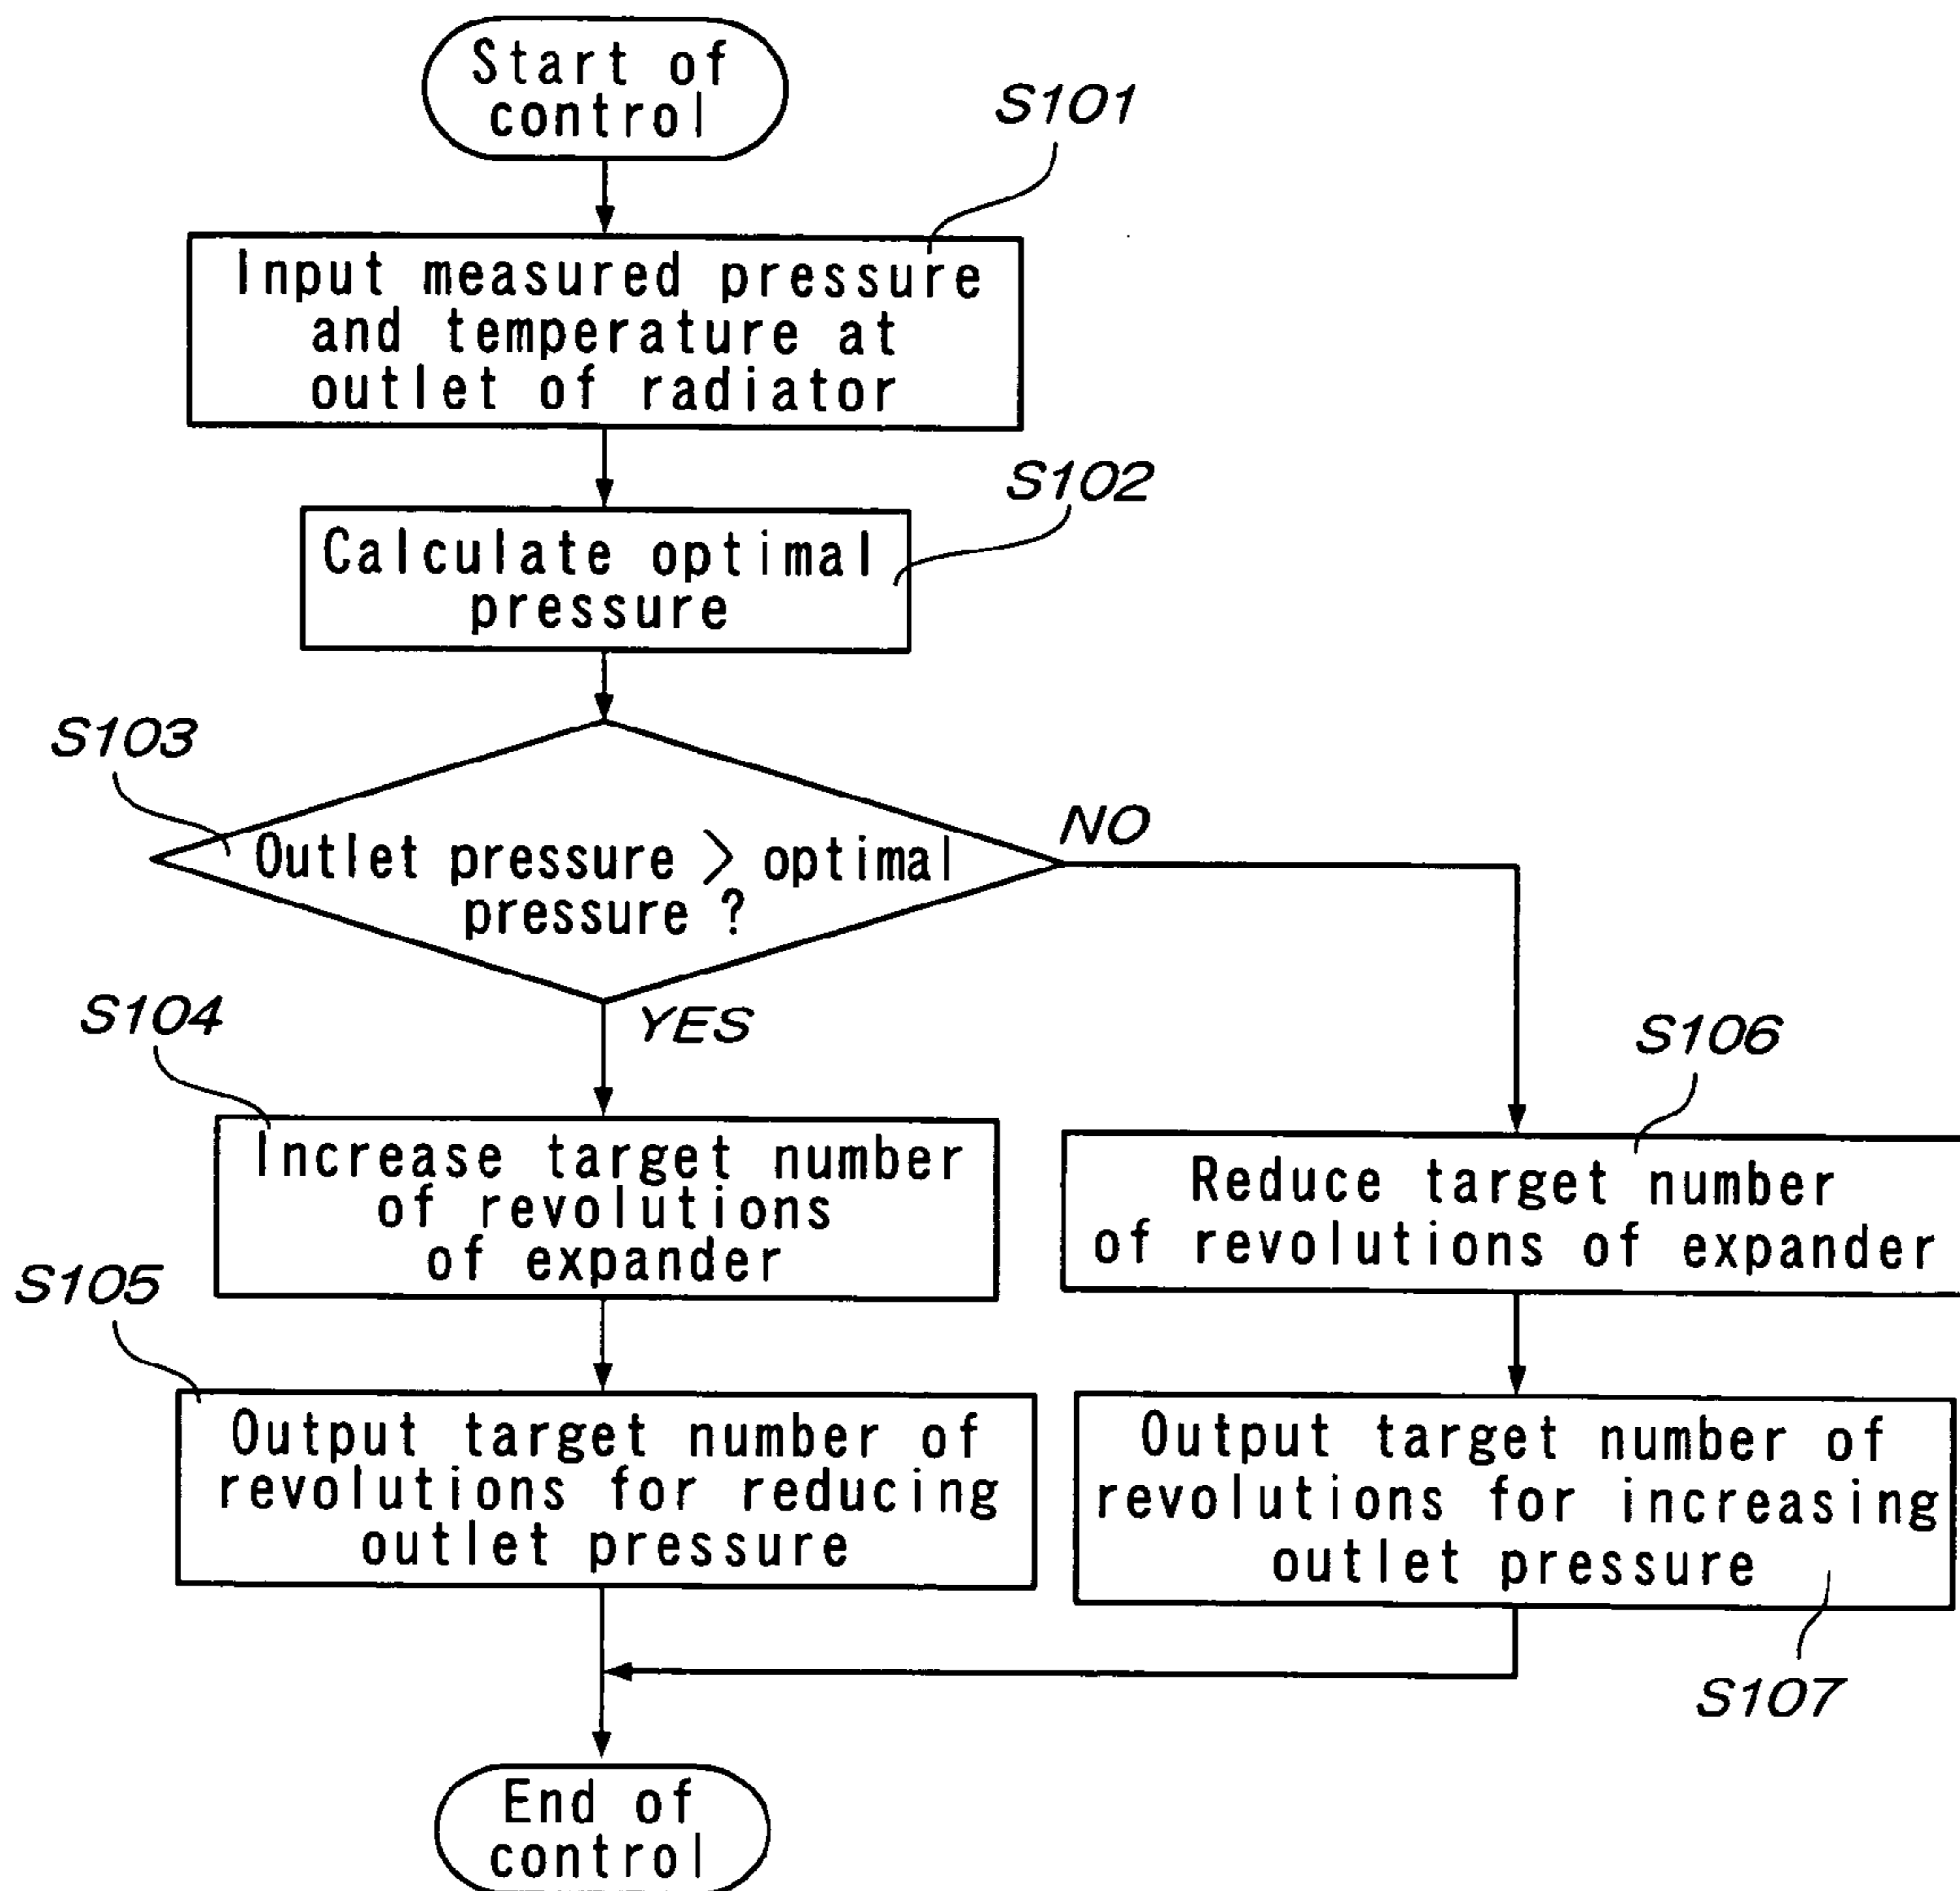 Start of
control
S101
Input measured pressure
and temperature at
outlet of radiator
S102
Calculate optimal
pressure
S103
Outlet pressure > optimal
pressure ?
NO
YES
S104
Increase target number
of revolutions
of expander
S106
Reduce target number
of revolutions of expander
S105
Output target number of
revolutions for reducing
outlet pressure
Output target number of
revolutions for increasing
outlet pressure
S107
End of
control